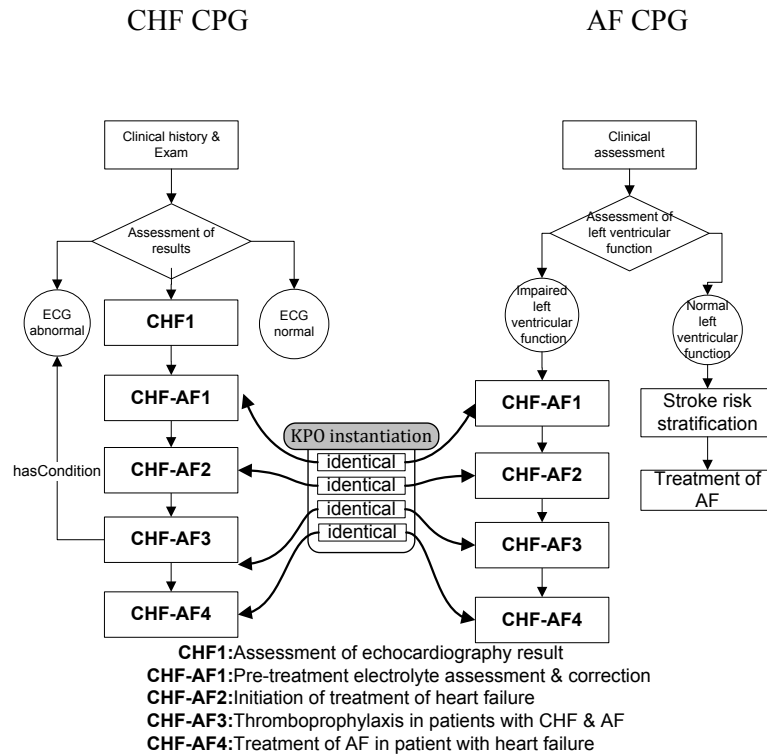 CHF CPG
AF CPG
Clinical history &
Exam
Assessment of
results
ECG
abnormal
ECG
normal
CHF1
CHF-AF1
CHF-AF2
CHF-AF3
CHF-AF4
hasCondition
KPO instantiation
identical
identical
identical
identical
Clinical
assessment
Assessment of
left ventricular
function
Impaired
left
ventricular
function
Normal
left
ventricular
function
CHF-AF1
CHF-AF2
CHF-AF3
CHF-AF4
Stroke risk
stratification
Treatment of
AF
CHF1:Assessment of echocardiography result
CHF-AF1:Pre-treatment electrolyte assessment & correction
CHF-AF2:Initiation of treatment of heart failure
CHF-AF3:Thromboprophylaxis in patients with CHF & AF
CHF-AF4:Treatment of AF in patient with heart failure